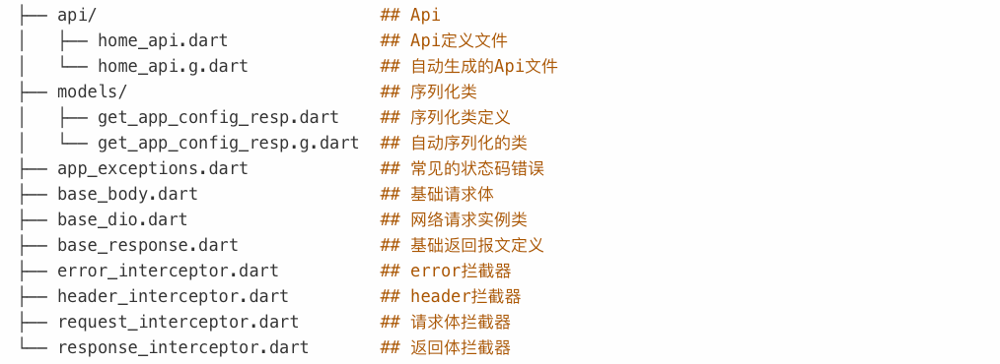 ├── api/                            ## Api
│   ├── home_api.dart               ## Api定义文件
│   └── home_api.g.dart             ## 自动生成的Api文件
├── models/                         ## 序列化类
│   ├── get_app_config_resp.dart    ## 序列化类定义
│   └── get_app_config_resp.g.dart  ## 自动序列化的类
├── app_exceptions.dart             ## 常见的状态码错误
├── base_body.dart                  ## 基础请求体
├── base_dio.dart                   ## 网络请求实例类
├── base_response.dart              ## 基础返回报文定义
├── error_interceptor.dart          ## error拦截器
├── header_interceptor.dart         ## header拦截器
├── request_interceptor.dart        ## 请求体拦截器
└── response_interceptor.dart       ## 返回体拦截器